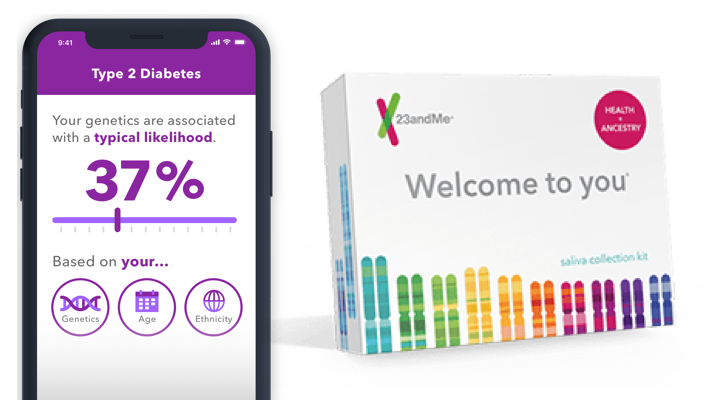 9:41
Type 2 Diabetes
Your genetics are associated
with a typical likelihood.
37%
Based on your...
Genetics
Age
Ethnicity
23andMe
HEALTH
+
ANCESTRY
Welcome to you
saliva collection kit